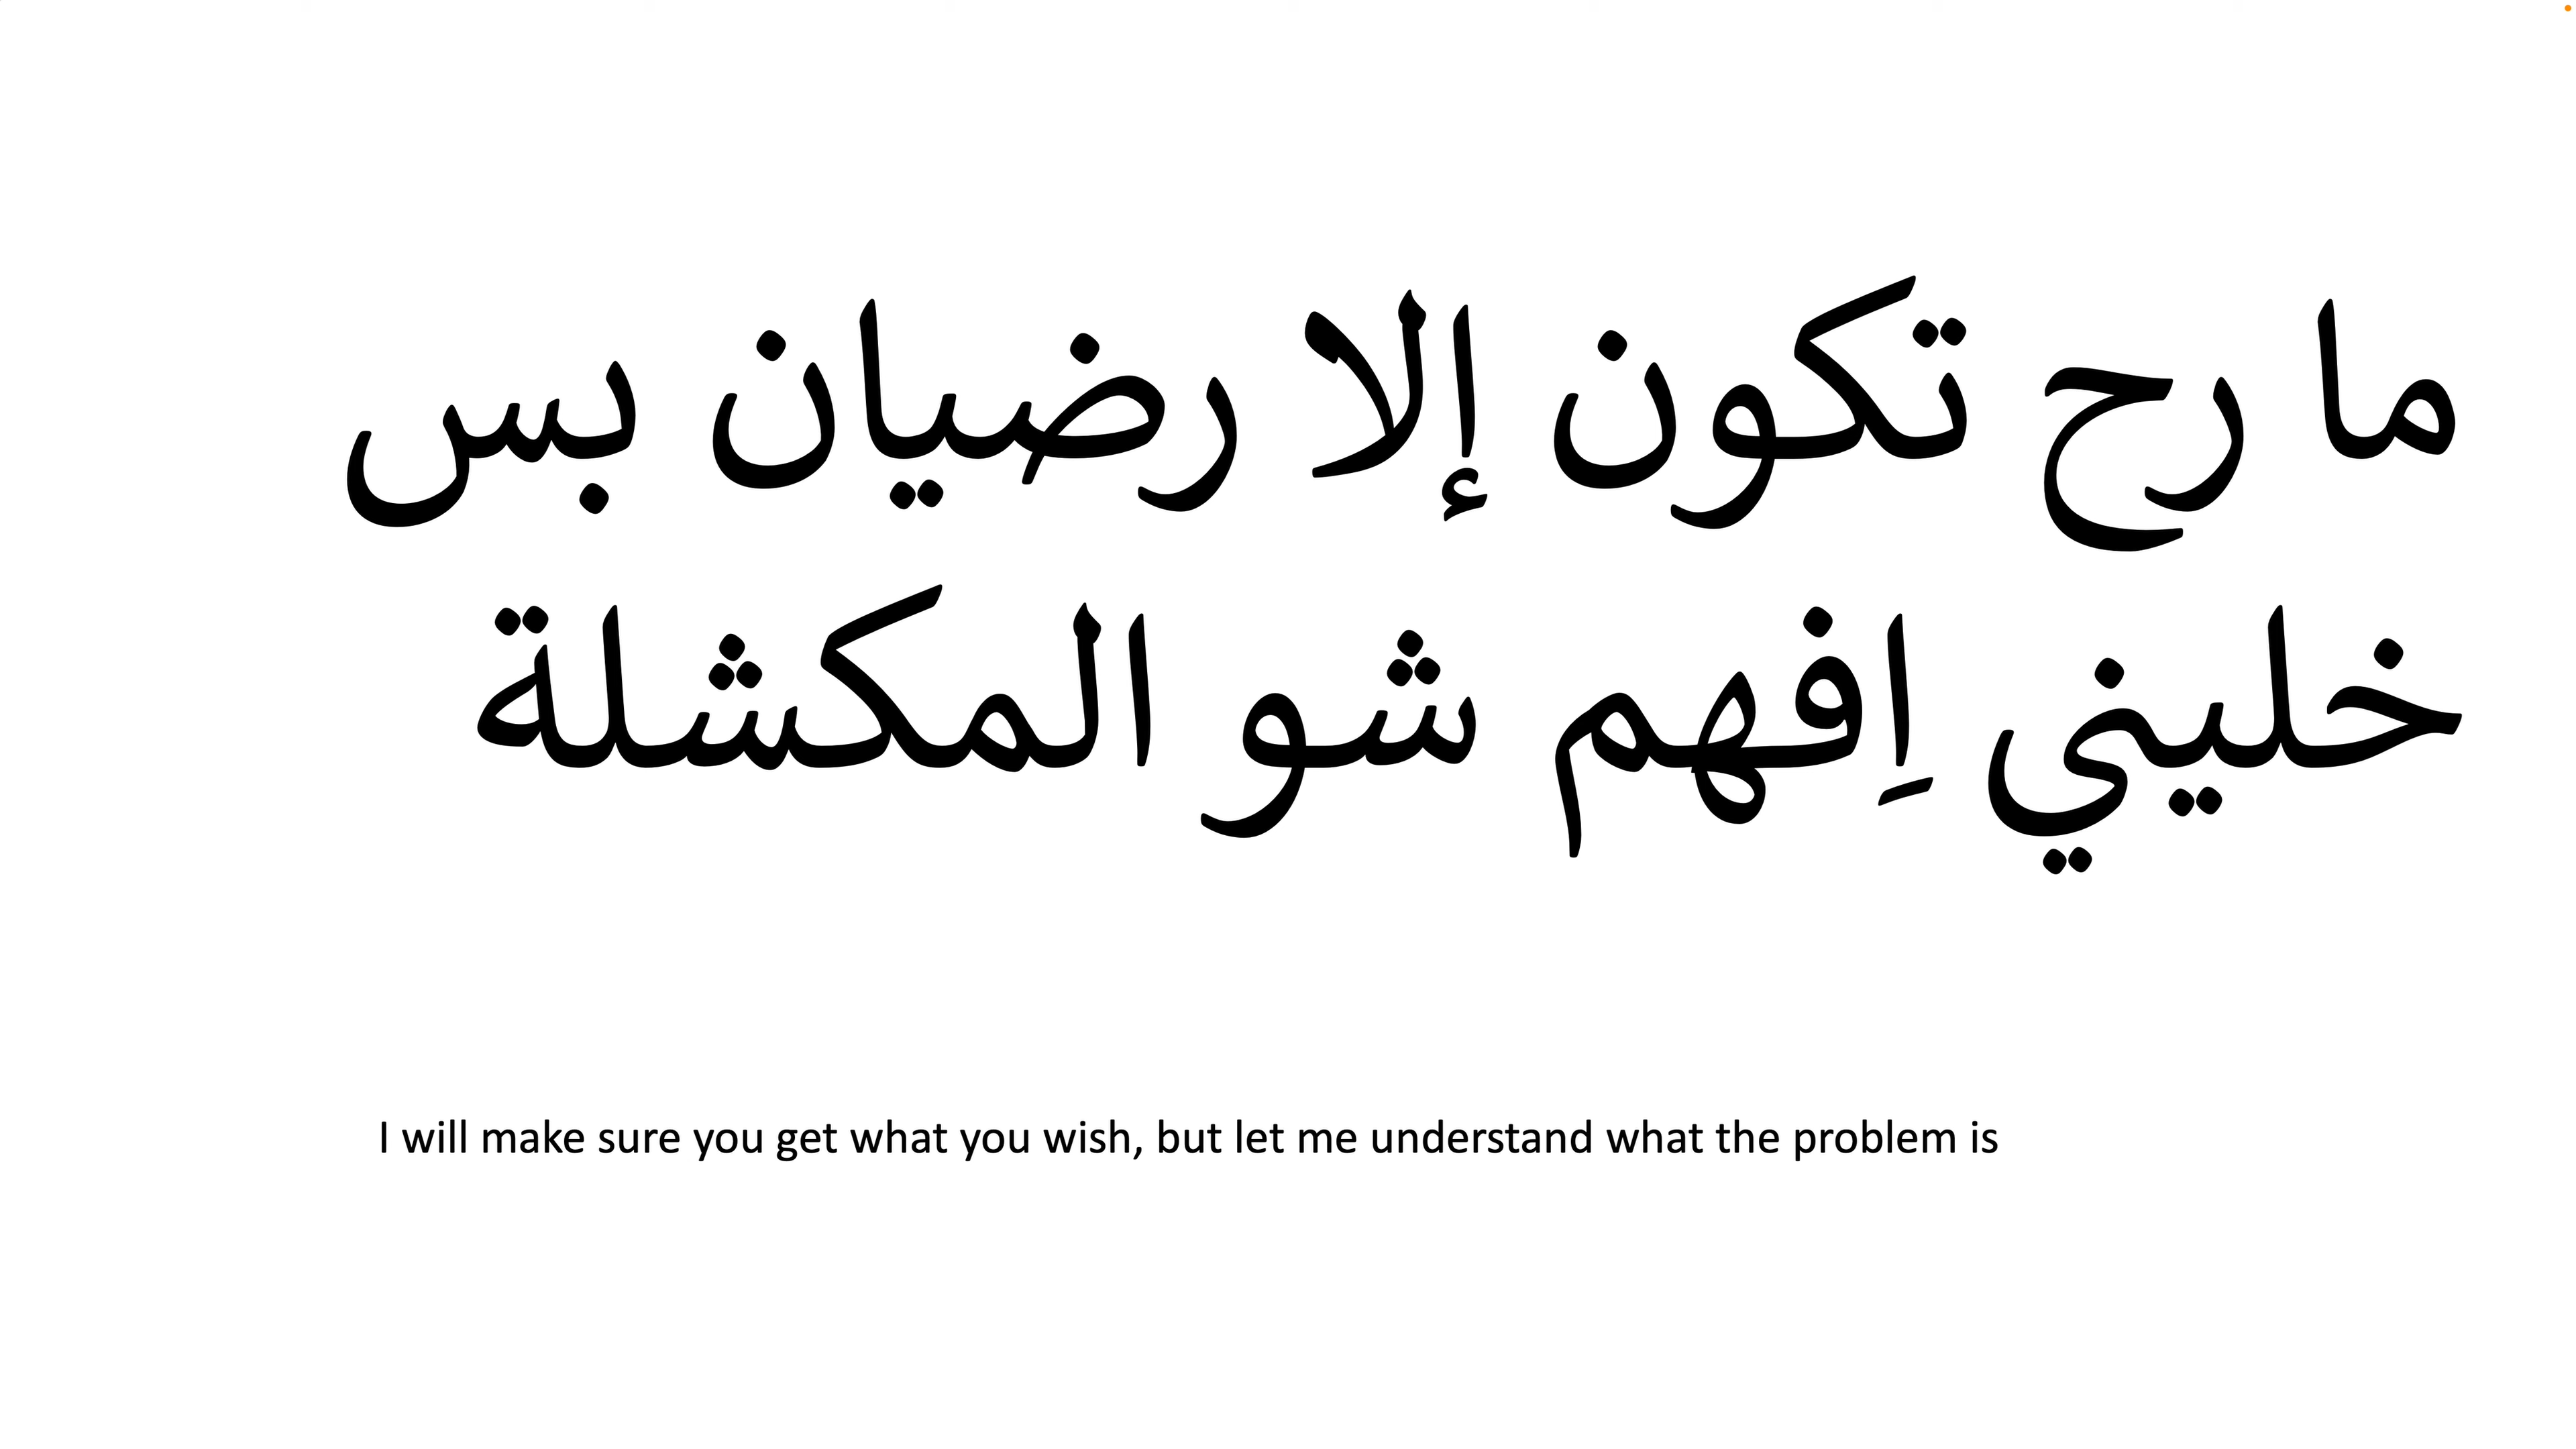 ما رح تكون إلا رضيان بس
خليني اِفهم شو المكشلة
I will make sure you get what you wish, but let me understand what the problem is